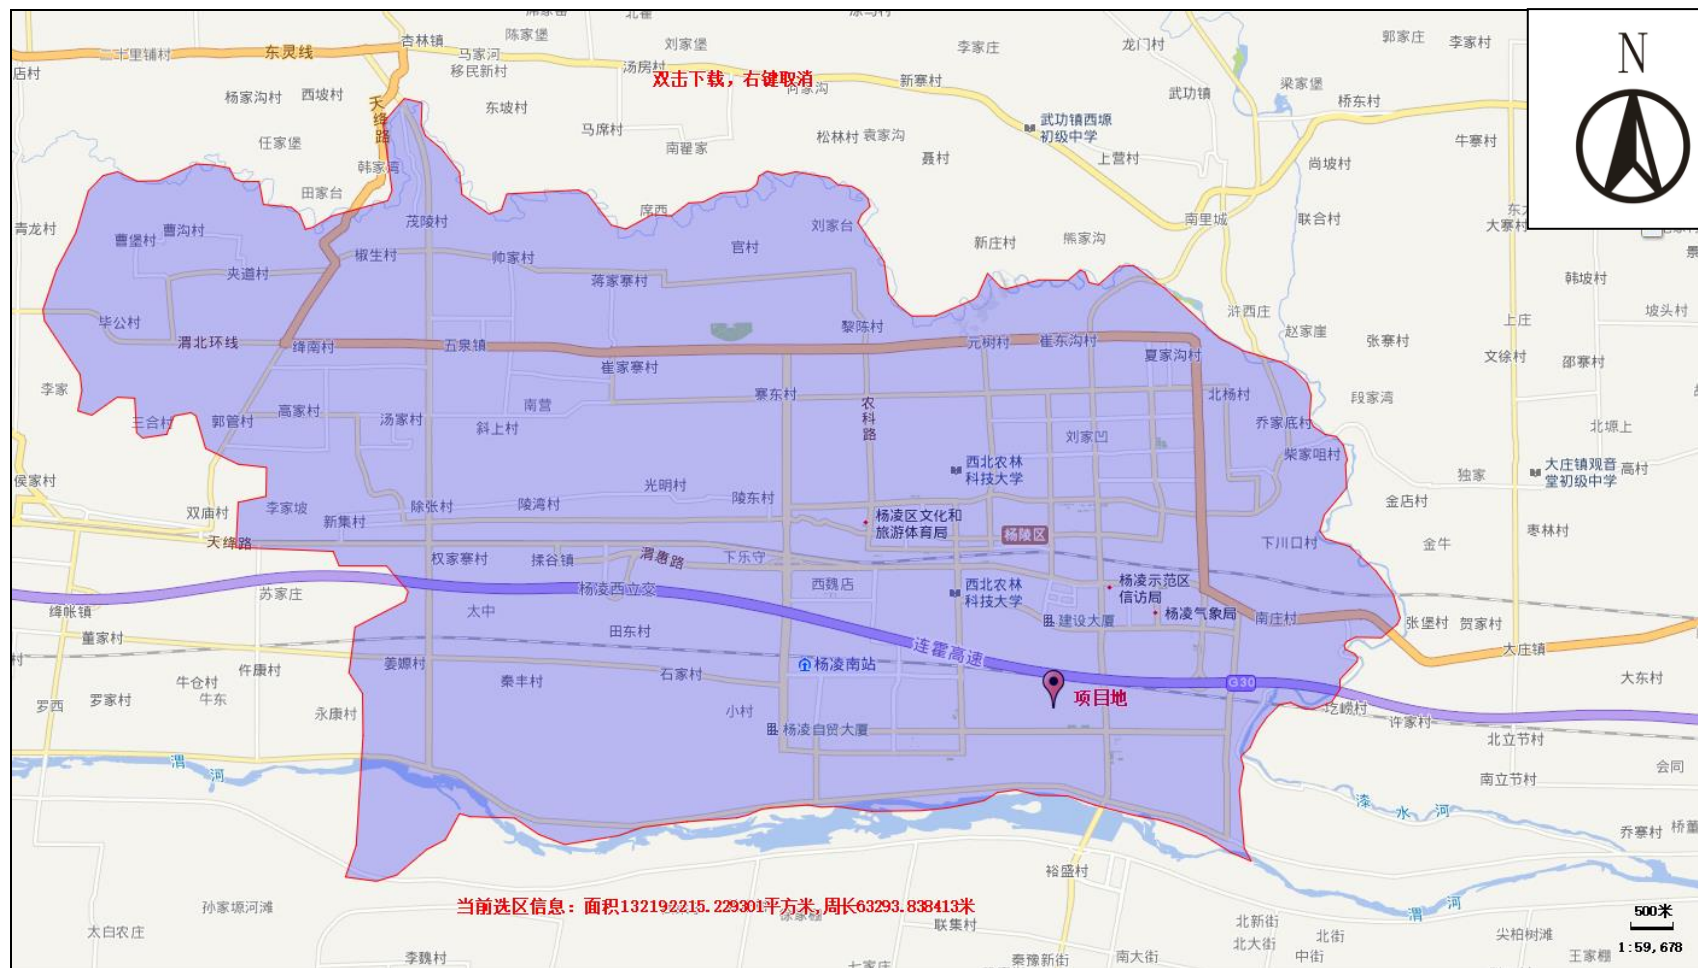 杏林镇
陈家堡
刘家堡
李家庄
龙门村
郭家庄
李家村
N
二十里铺村
东灵线
马家河
移民新村
汤房村
双击下载，右键取消
新寨村
店村
梁家堡
桥东村
武功镇
杨家沟村
西坡村
东坡村
天绛路
马席村
松林村
袁家沟
武功镇西塬
初级中学
任家堡
南翟家
聂村
上营村
尚坡村
牛寨村
韩家湾
田家台
席西
刘家台
南里城
联合村
大寨村
青龙村
曹堡村
曹沟村
茂陵村
官村
新庄村
熊家沟
夹道村
椒生村
帅家村
蒋家寨村
韩坡村
毕公村
黎陈村
浒西庄
赵家崖
上庄
坡头村
渭北环线
绛南村
五泉镇
元树村
崔东沟村
夏家沟村
张寨村
文徐村
邵寨村
李家
崔家寨村
寨东村
北杨村
段家湾
三合村
郭管村
高家村
汤家村
南营
斜上村
农科路
刘家凹
乔家底村
柴家咀村
北塬上
西北农林
科技大学
独家
大庄镇观音
堂初级中学
高村
侯家村
双庙村
李家坡
新集村
除张村
陵湾村
光明村
陵东村
金店村
杨凌区文化和
旅游体育局
杨陵区
枣林村
天绛路
权家寨村
揉谷镇
渭惠路
下乐守
下川口村
金牛
苏家庄
杨凌西立交
西魏店
西北农林
科技大学
杨凌示范区
信访局
杨凌气象局
绛帐镇
太中
田东村
建设大厦
南庄村
张堡村
贺家村
董家村
连霍高速
大庄镇
村
仵康村
姜嫄村
石家村
杨凌南站
牛仓村
牛东
秦丰村
G30
大东村
罗西
罗家村
永康村
小村
项目地
圪崂村
许家村
杨凌自贸大厦
北立节村
渭河
会同
南立节村
漆水河
乔寨村
桥董
裕盛村
孙家塬河滩
当前选区信息：面积132192215.229301平方米,周长63293.838413米
太白农庄
联集村
北新街
渭河
500米
北大街
北街
尖柏树滩
1:59,678
李魏村
秦豫新街
南大街
中街
王家棚